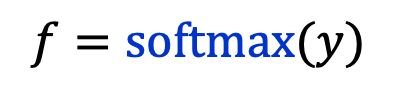 f = softmax(y)